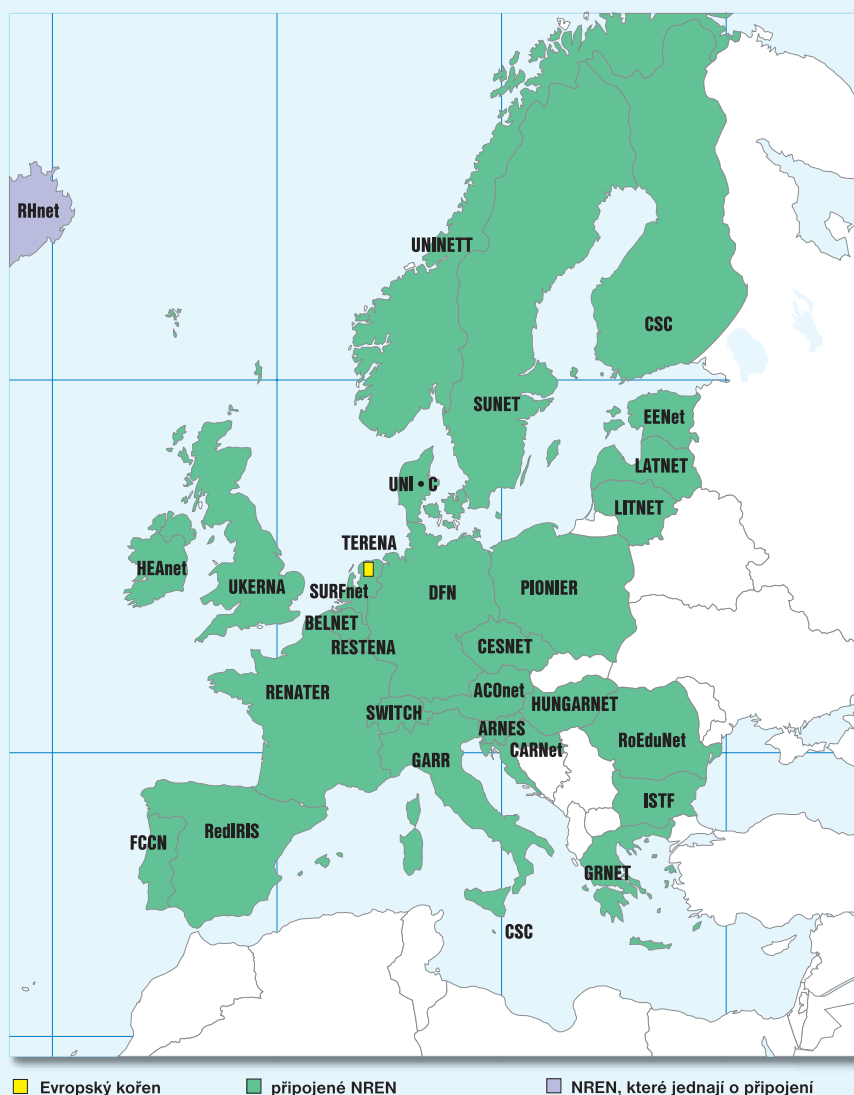 RHnet
UNINETT
CSC
SUNET
EENet
LATNET
UNI • C
LITNET
TERENA
HEAnet
UKERNA
SURFnet
DFN
PIONIER
BELNET
RESTENA
CESNET
RENATER
ACOnet
HUNGARNET
SWITCH
ARNES
CARNet
RoEduNet
GARR
ISTF
FCCN
RedIRIS
GRNET
CSC
Evropský kořen
připojené NREN
NREN, které jednají o připojení